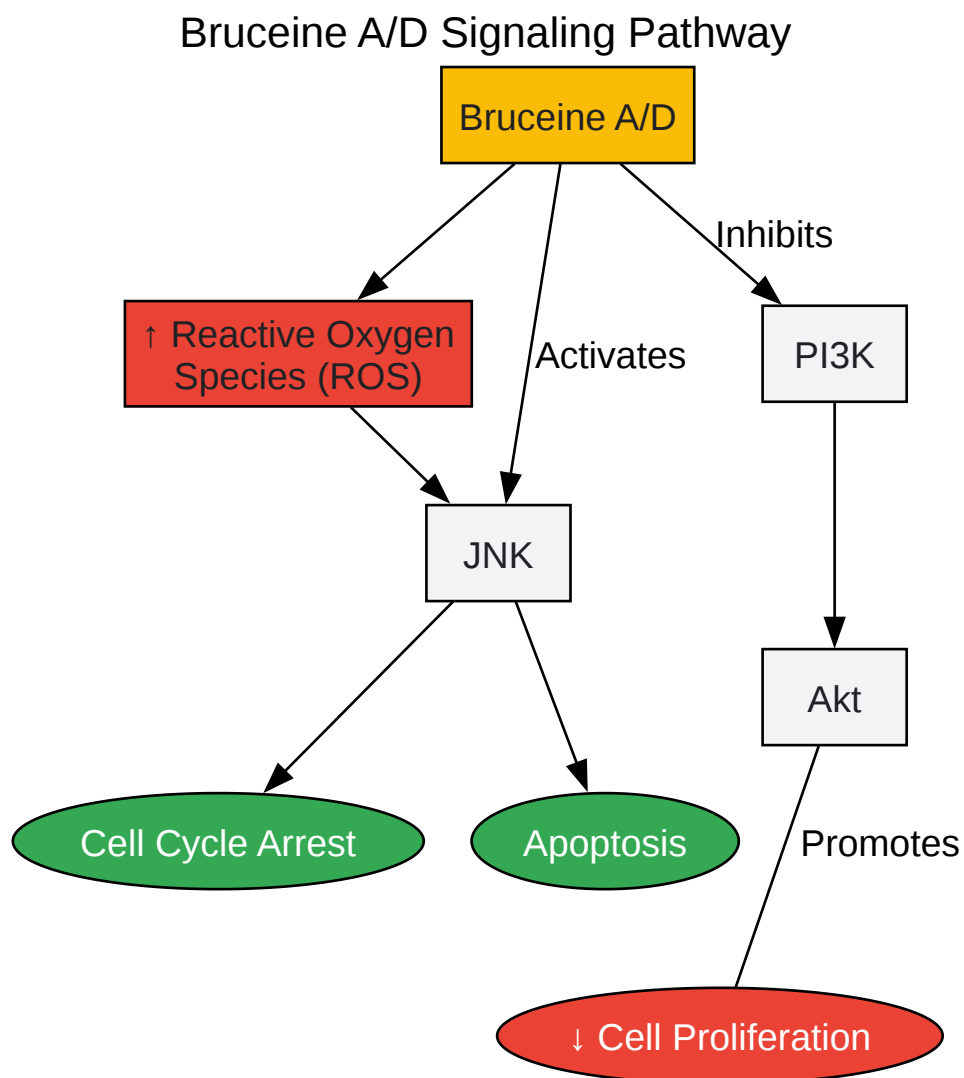 Bruceine A/D Signaling Pathway
Bruceine A/D
Inhibits
↑ Reactive Oxygen
Species (ROS)
Activates
PI3K
JNK
Akt
Cell Cycle Arrest
Apoptosis
Promotes
↓ Cell Proliferation